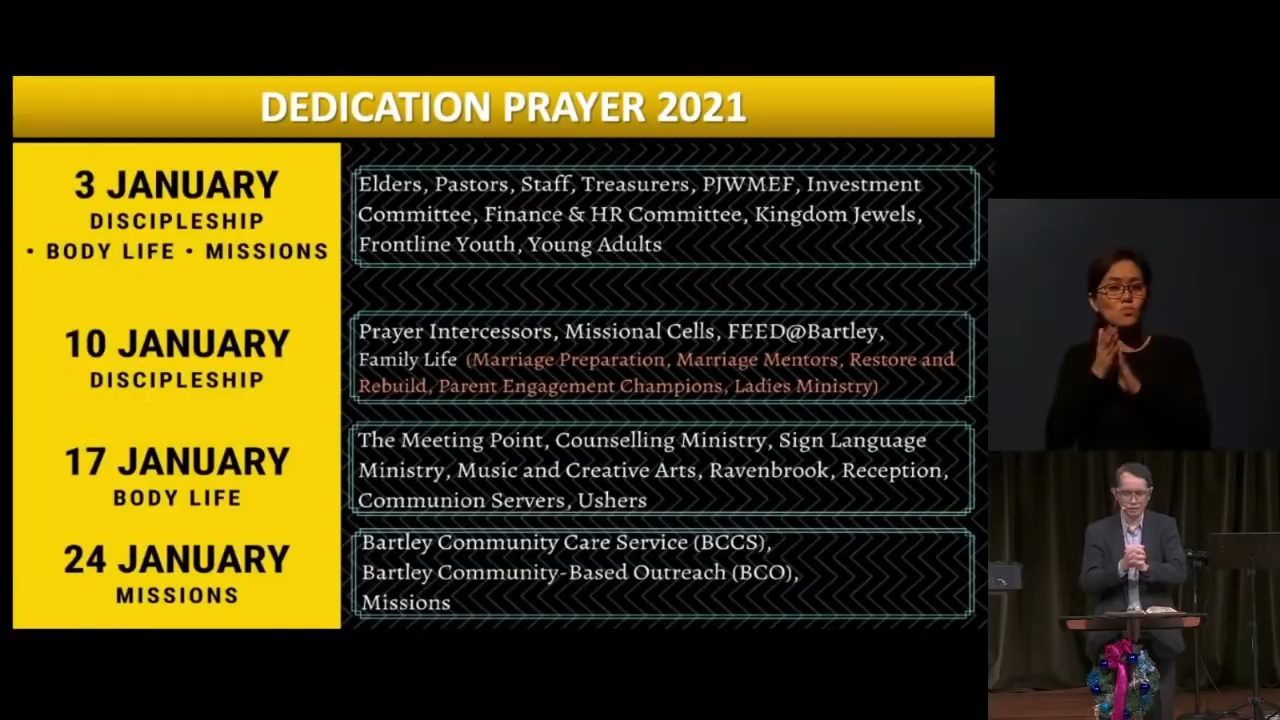 DEDICATION PRAYER 2021
3 JANUARY
DISCIPLESHIP
• BODY LIFE • MISSIONS
Elders, Pastors, Staff, Treasurers, PJWMEF, Investment
Committee, Finance & HR Committee, Kingdom Jewels,
Frontline Youth, Young Adults
10 JANUARY
DISCIPLESHIP
Prayer Intercessors, Missional Cells, FEED@Bartley,
Family Life (Marriage Preparation, Marriage Mentors, Restore and
Rebuild, Parent Engagement Champions, Ladies Ministry)
17 JANUARY
BODY LIFE
The Meeting Point, Counselling Ministry, Sign Language
Ministry, Music and Creative Arts, Ravenbrook, Reception,
Communion Servers, Ushers
24 JANUARY
MISSIONS
Bartley Community Care Service (BCCS),
Bartley Community-Based Outreach (BCO),
Missions